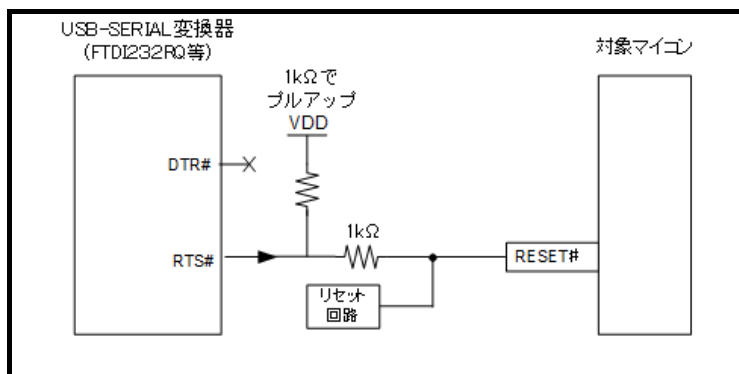 USB-SERIAL変換器
(FTDI232RQ等)
対象マイコン
1kΩで
プルアップ
VDD
DTR#
1kΩ
RTS#
RESET#
リセット
回路